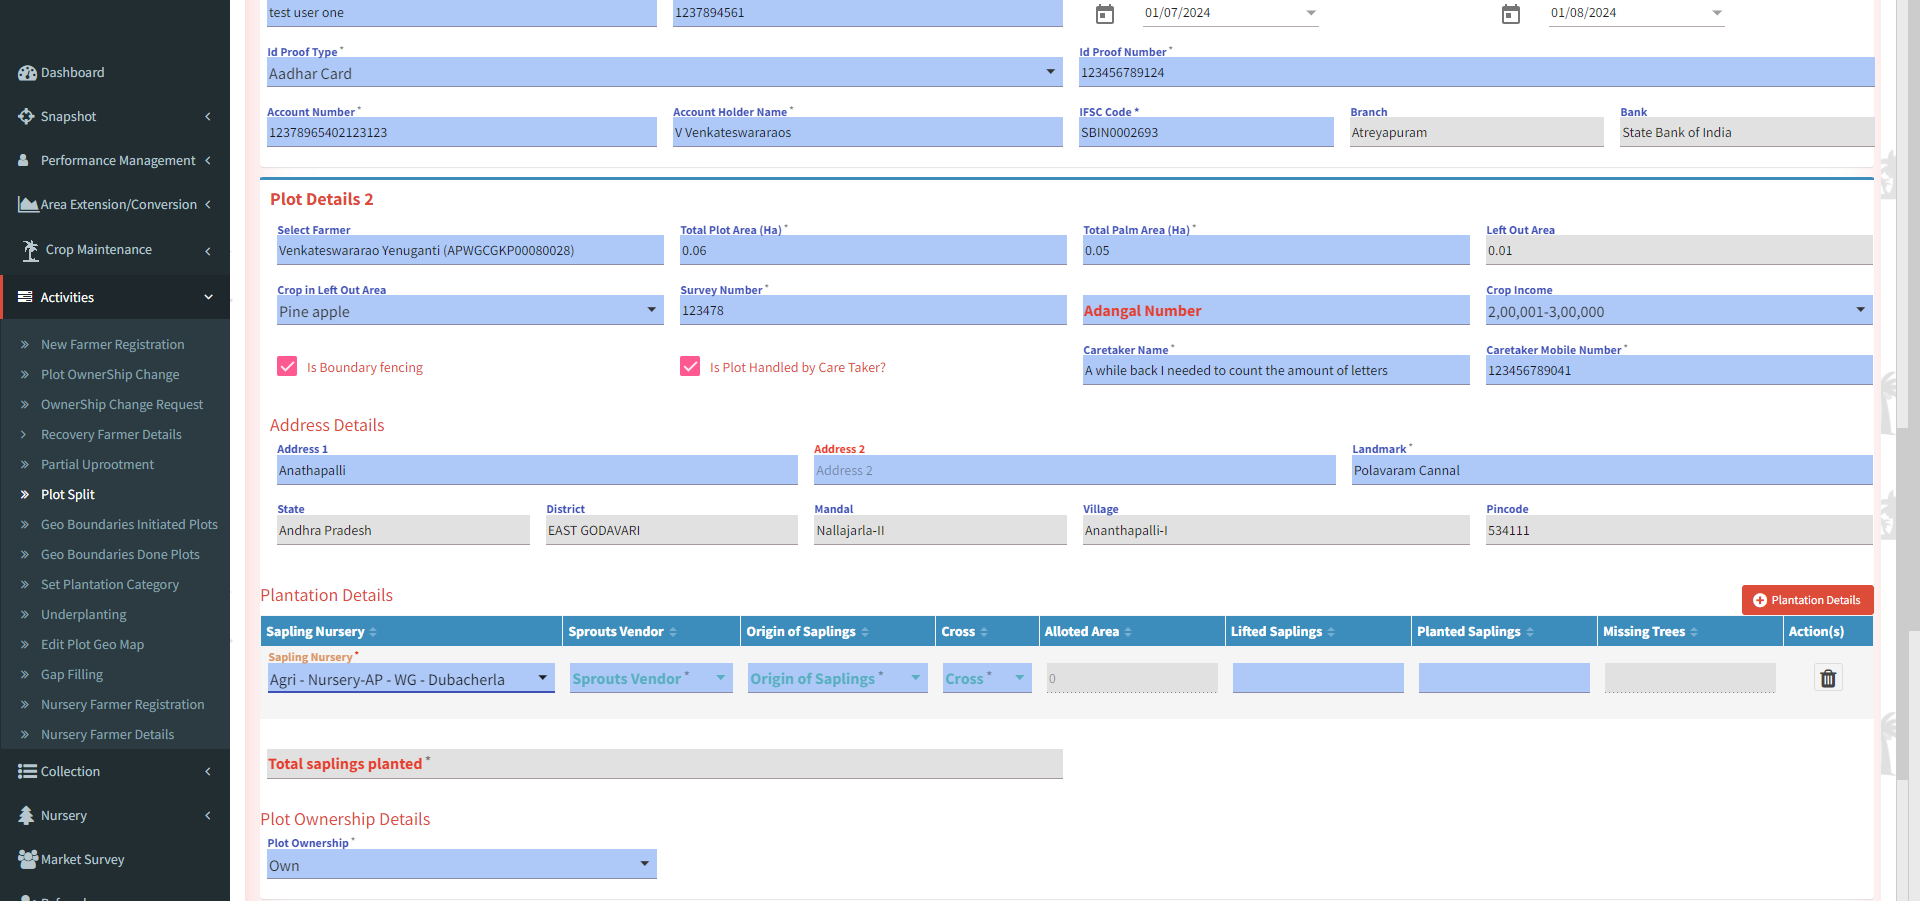 Dashboard
Snapshot
Performance Management
Area Extension/Conversion
Crop Maintenance
Activities
New Farmer Registration
Plot OwnerShip Change
OwnerShip Change Request
Recovery Farmer Details
Partial Uprootment
Plot Split
Geo Boundaries Initiated Plots
Geo Boundaries Done Plots
Set Plantation Category
Underplanting
Edit Plot Geo Map
Gap Filling
Nursery Farmer Registration
Nursery Farmer Details
Collection
Nursery
Market Survey
test user one 1237894561 01/07/2024 01/08/2024
Id Proof Type * Id Proof Number *
Aadhar Card 123456789124
Account Number * Account Holder Name * IFSC Code * Branch Bank
12378965402123123 V Venkateswararaos SBIN0002693 Atreyapuram State Bank of India
Plot Details 2
Select Farmer Total Plot Area (Ha) * Total Palm Area (Ha) * Left Out Area
Venkateswararao Yenuganti (APWGCGKP00080028) 0.06 0.05 0.01
Crop in Left Out Area Survey Number * Crop Income
Pine apple 123478 Adangal Number 2,00,001-3,00,000
Caretaker Name * Caretaker Mobile Number *
Is Boundary fencing Is Plot Handled by Care Taker? A while back I needed to count the amount of letters 123456789041
Address Details
Address 1 Address 2 Landmark *
Anathapalli Address 2 Polavaram Cannal
State District Mandal Village Pincode
Andhra Pradesh EAST GODAVARI Nallajarla-II Ananthapalli-I 534111
Plantation Details Plantation Details
Sapling Nursery Sprouts Vendor Origin of Saplings Cross Alloted Area Lifted Saplings Planted Saplings Missing Trees Action(s)
Sapling Nursery *
Agri - Nursery-AP - WG - Dubacherla Sprouts Vendor * Origin of Saplings * Cross * 0
Total saplings planted *
Plot Ownership Details
Plot Ownership *
Own